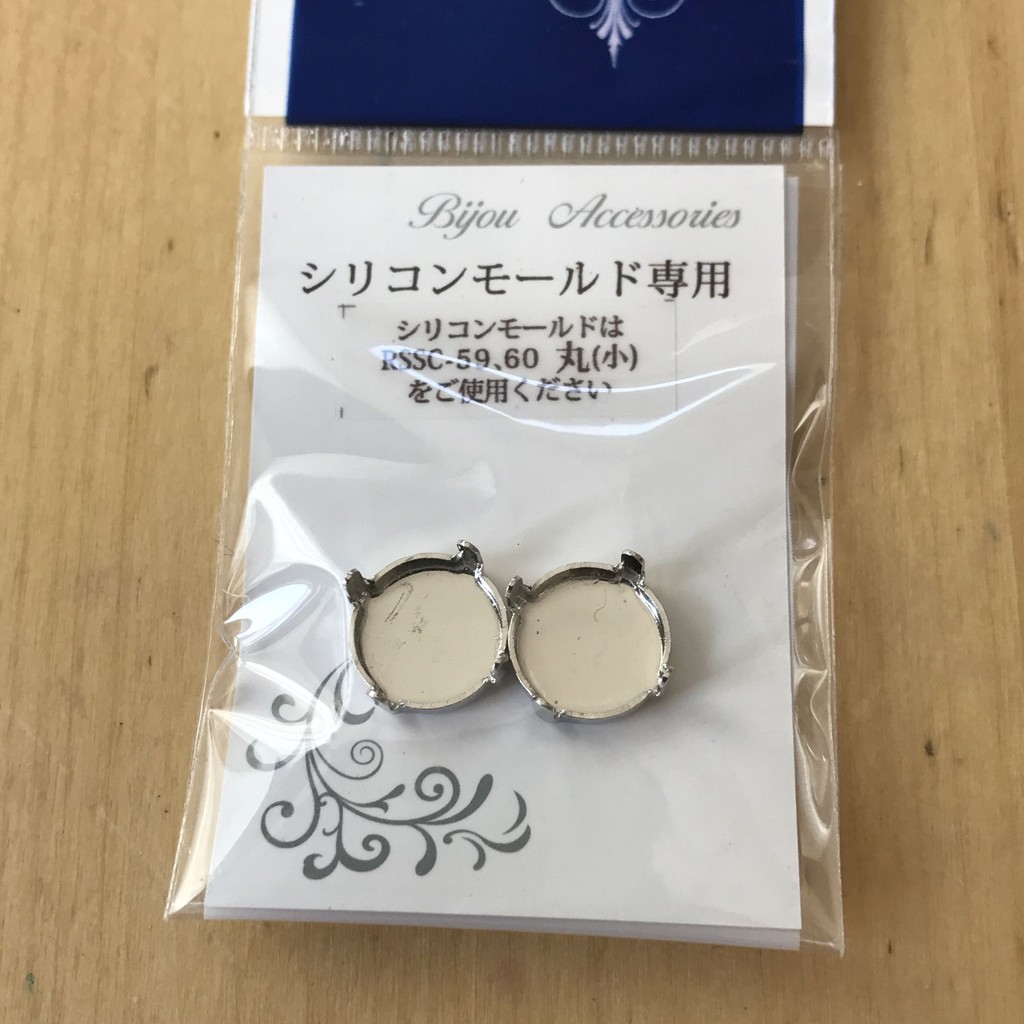 Bijou Accessories
シリコンモールド専用
シリコンモールドは
RSSC-59、60 丸(小)
をご使用ください